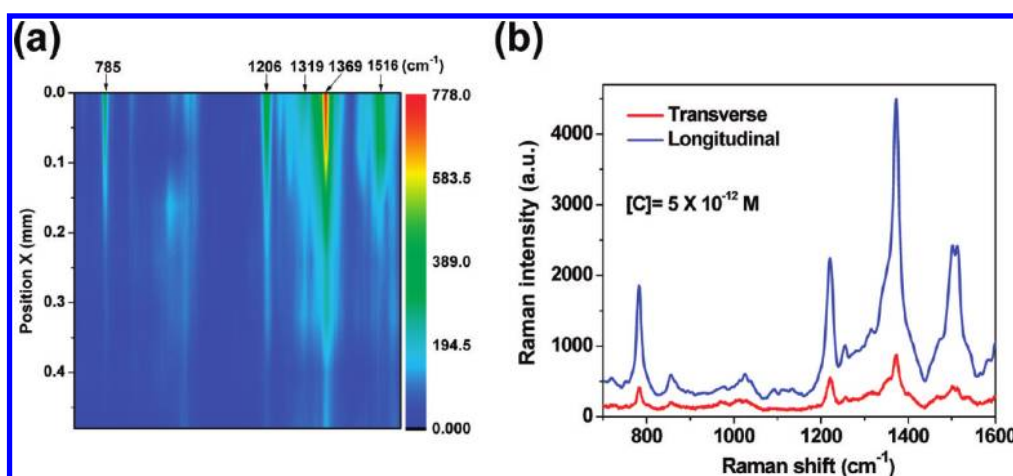 (a)
785 1206 1319 1369 1516 (cm⁻¹)
0.0
0.1
0.2
0.3
0.4
Position X (mm)
778.0
583.5
389.0
194.5
0.000
(b)
Transverse
Longitudinal
[C]= 5 X 10⁻¹² M
4000
3000
2000
1000
0
Raman intensity (a.u.)
800 1000 1200 1400 1600
Raman shift (cm⁻¹)